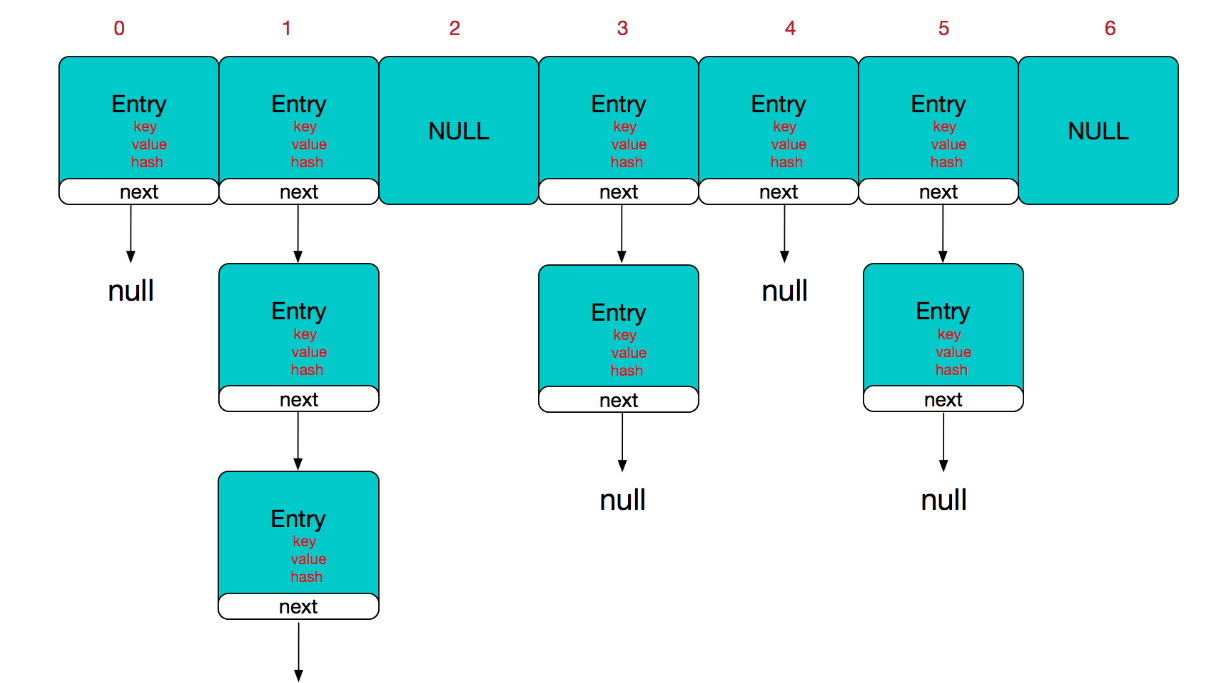 0 1 2 3 4 5 6
Entry Entry Entry Entry Entry
key key key key key
NULL NULL
value value value value value
hash hash hash hash hash
next next next next next
null null
Entry Entry Entry
key key key
value value value
hash hash hash
next next next
null null
Entry
key
value
hash
next